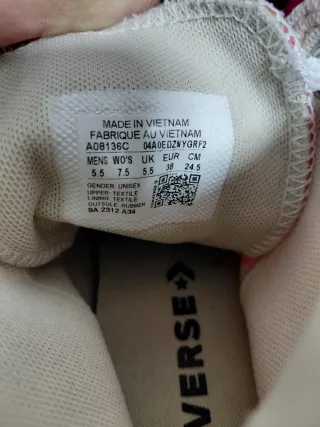 MADE IN VIETNAM
FABRIQUE AU VIETNAM
A08136C 04A0EDZNYGRF2
MENS WO'S UK EUR CM
5.5 7.5 5.5 38 24.5
GENDER: UNISEX
UPPER: TEXTILE
LINING: TEXTILE
OUTSOLE: RUBBER
9A 2312 A34
VERSE